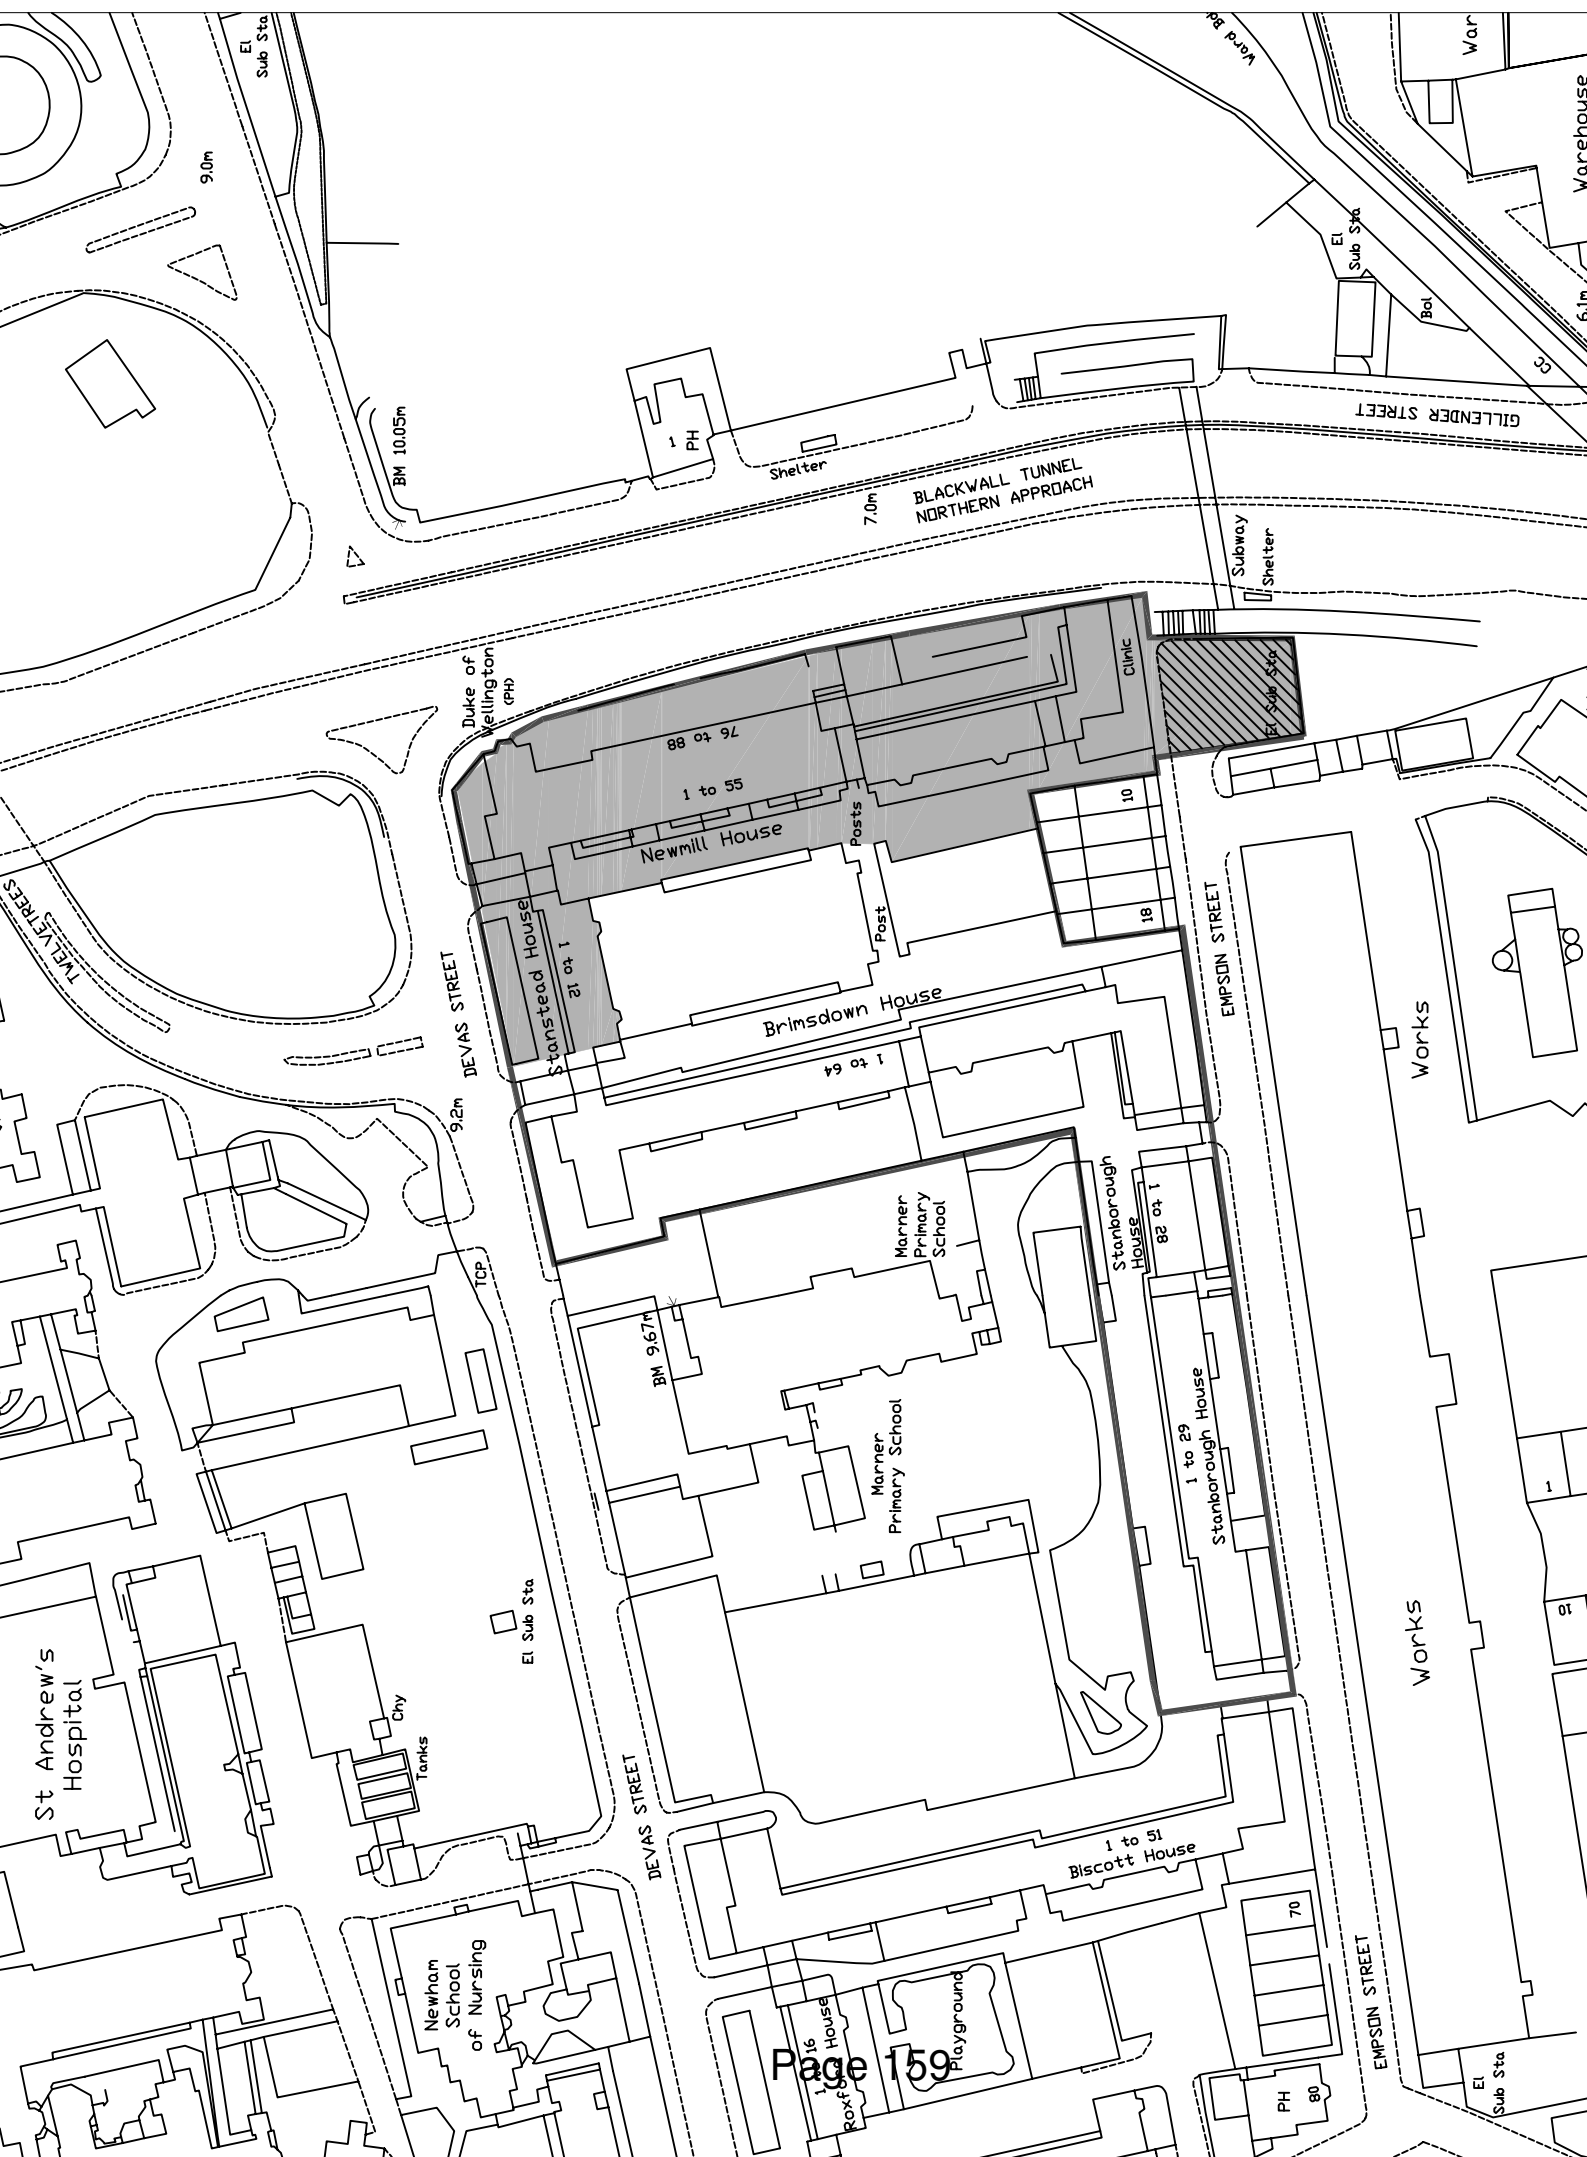 El
Sub Sta
Ward Bdy
War
Warehouse
9.0m
El
Sub Sta
Bol
6.1m
CC
GILLENDER STREET
BM 10.05m
1
PH
Shelter
7.0m
BLACKWALL TUNNEL
NORTHERN APPROACH
Subway
Shelter
Duke of
Wellington
(PH)
Clinic
El Sub Sta
76 to 88
1 to 55
Newmill House
Posts
10
18
Post
TWELVETREES
DEVAS STREET
Stanstead House
1 to 12
Brimsdown House
1 to 64
EMPSON STREET
Works
9.2m
TCP
Marner
Primary
School
Stanborough
House
1 to 28
BM 9.67m
Marner
Primary School
1 to 29
Stanborough House
1
18
Works
El Sub Sta
St Andrew's
Hospital
Chy
Tanks
DEVAS STREET
1 to 51
Biscott House
70
EMPSON STREET
Newham
School
of Nursing
Playground
1 to 16
Roxford House
Page 159
PH
80
El
Sub Sta